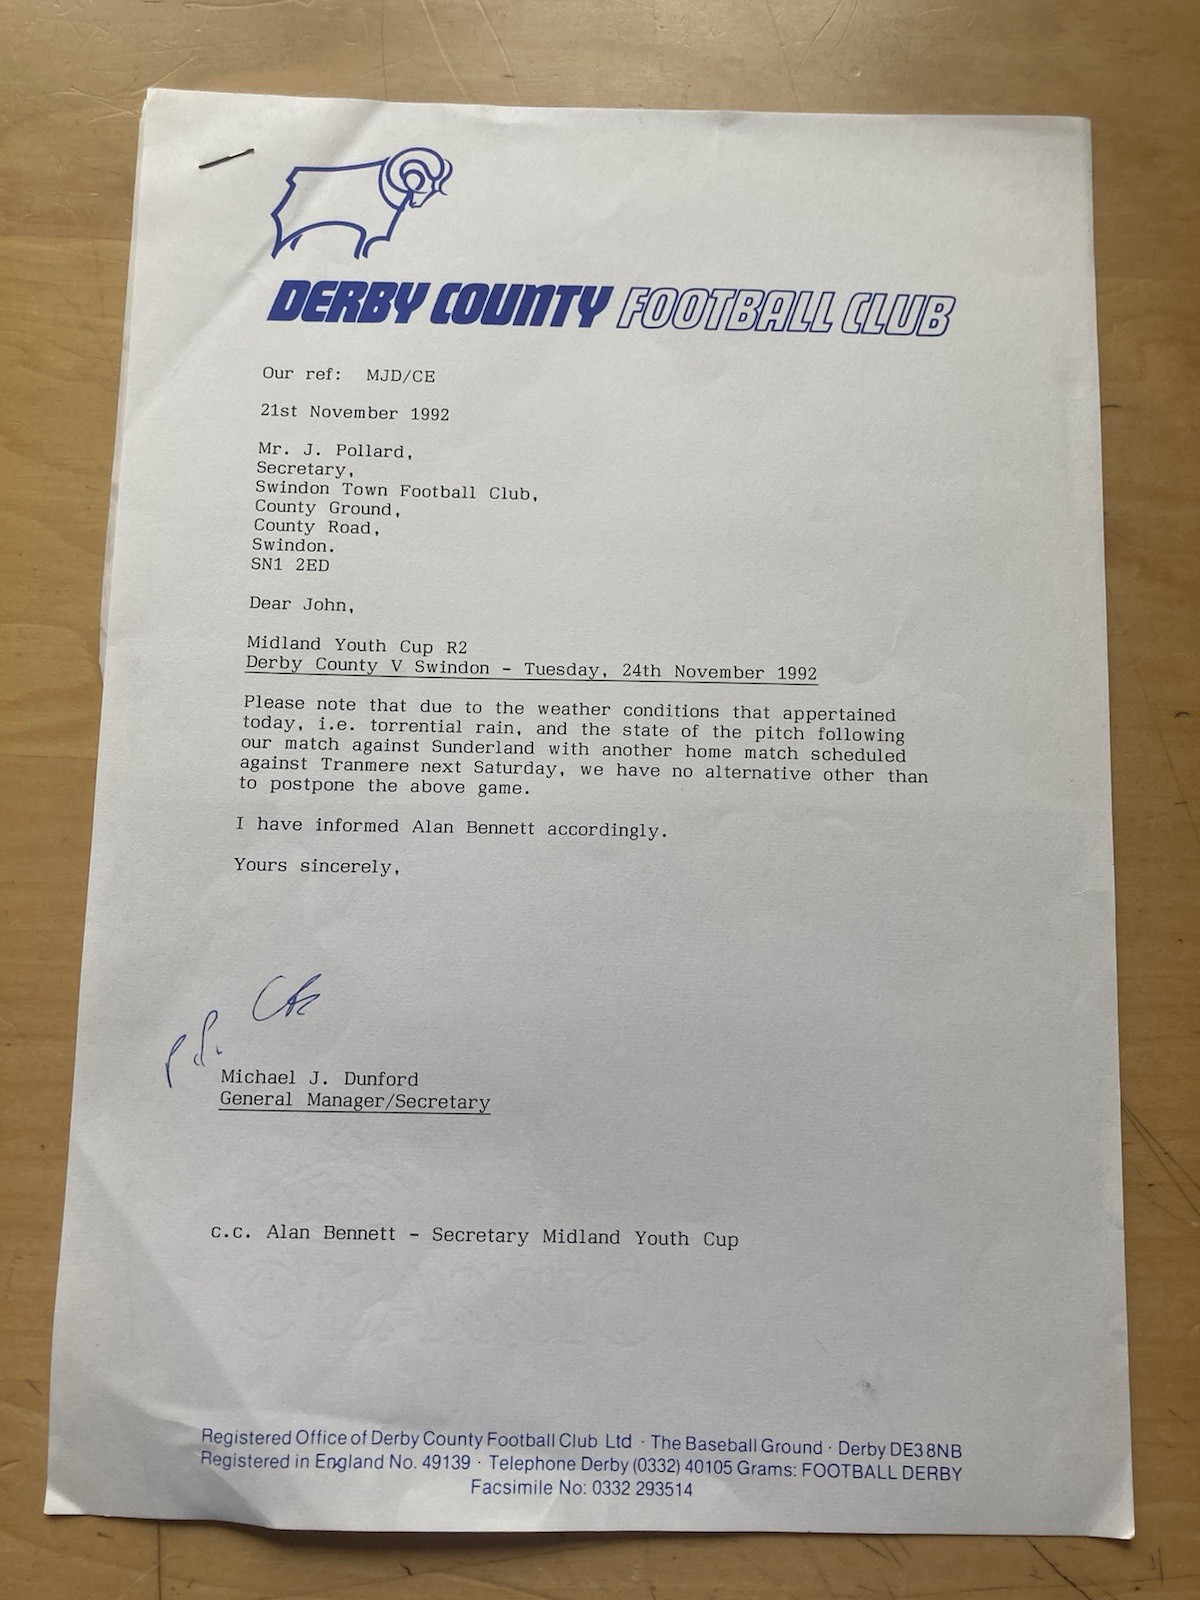 DERBY COUNTY FOOTBALL CLUB
Our ref: MJD/CE
21st November 1992
Mr. J. Pollard,
Secretary,
Swindon Town Football Club,
County Ground,
County Road,
Swindon.
SN1 2ED
Dear John,
Midland Youth Cup R2
Derby County V Swindon - Tuesday, 24th November 1992
Please note that due to the weather conditions that appertained
today, i.e. torrential rain, and the state of the pitch following
our match against Sunderland with another home match scheduled
against Tranmere next Saturday, we have no alternative other than
to postpone the above game.
I have informed Alan Bennett accordingly.
Yours sincerely,
Michael J. Dunford
General Manager/Secretary
c.c. Alan Bennett - Secretary Midland Youth Cup
Registered Office of Derby County Football Club Ltd · The Baseball Ground · Derby DE3 8NB
Registered in England No. 49139 · Telephone Derby (0332) 40105 Grams: FOOTBALL DERBY
Facsimile No: 0332 293514